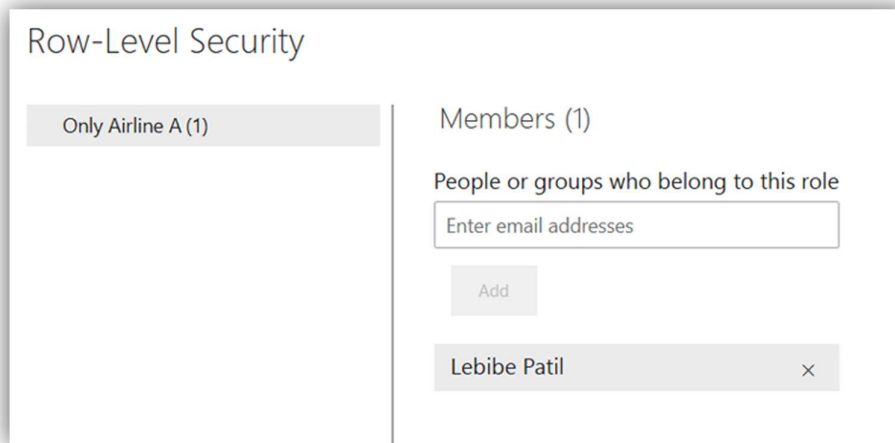 Row-Level Security
Only Airline A (1)
Members (1)
People or groups who belong to this role
Enter email addresses
Add
Lebibe Patil